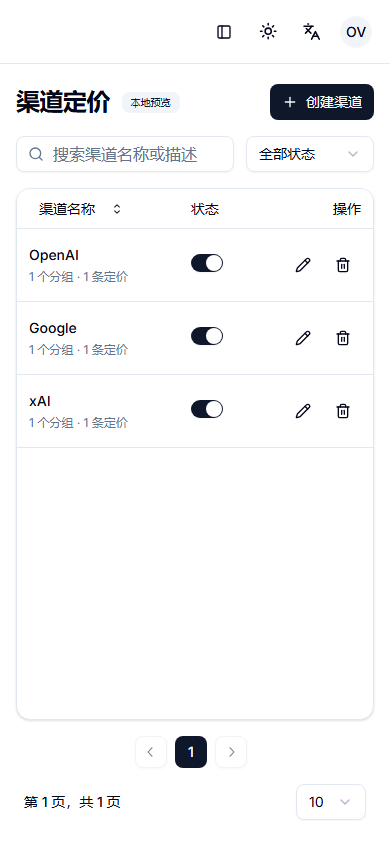 OV
渠道定价 本地预览 创建渠道
搜索渠道名称或描述 全部状态
渠道名称 状态 操作
OpenAI
1 个分组 · 1 条定价
Google
1 个分组 · 1 条定价
xAI
1 个分组 · 1 条定价
1
第 1 页，共 1 页 10